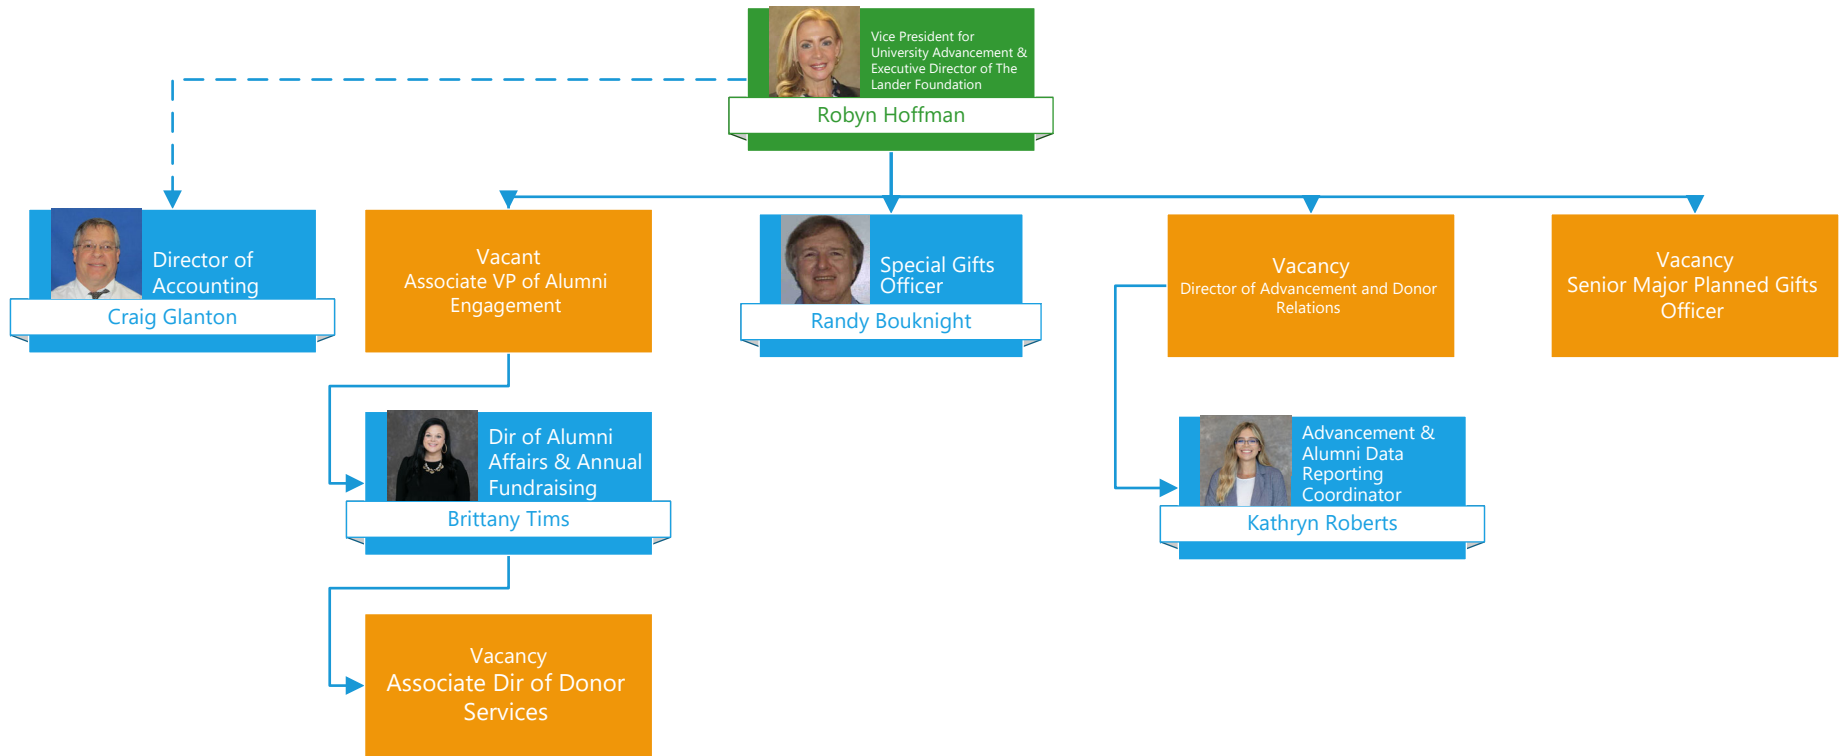 Vice President for
University Advancement &
Executive Director of The
Lander Foundation
Robyn Hoffman
Director of
Accounting
Craig Glanton
Vacant
Associate VP of Alumni
Engagement
Special Gifts
Officer
Randy Bouknight
Vacancy
Director of Advancement and Donor
Relations
Vacancy
Senior Major Planned Gifts
Officer
Dir of Alumni
Affairs & Annual
Fundraising
Brittany Tims
Advancement &
Alumni Data
Reporting
Coordinator
Kathryn Roberts
Vacancy
Associate Dir of Donor
Services